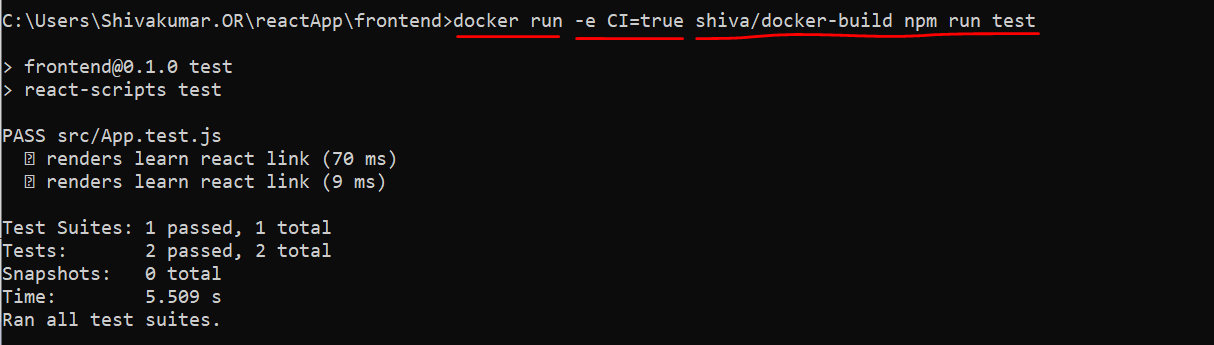 C:\Users\Shivakumar.OR\reactApp\frontend>docker run -e CI=true shiva/docker-build npm run test
> frontend@0.1.0 test
> react-scripts test
PASS src/App.test.js
renders learn react link (70 ms)
renders learn react link (9 ms)
Test Suites: 1 passed, 1 total
Tests: 2 passed, 2 total
Snapshots: 0 total
Time: 5.509 s
Ran all test suites.